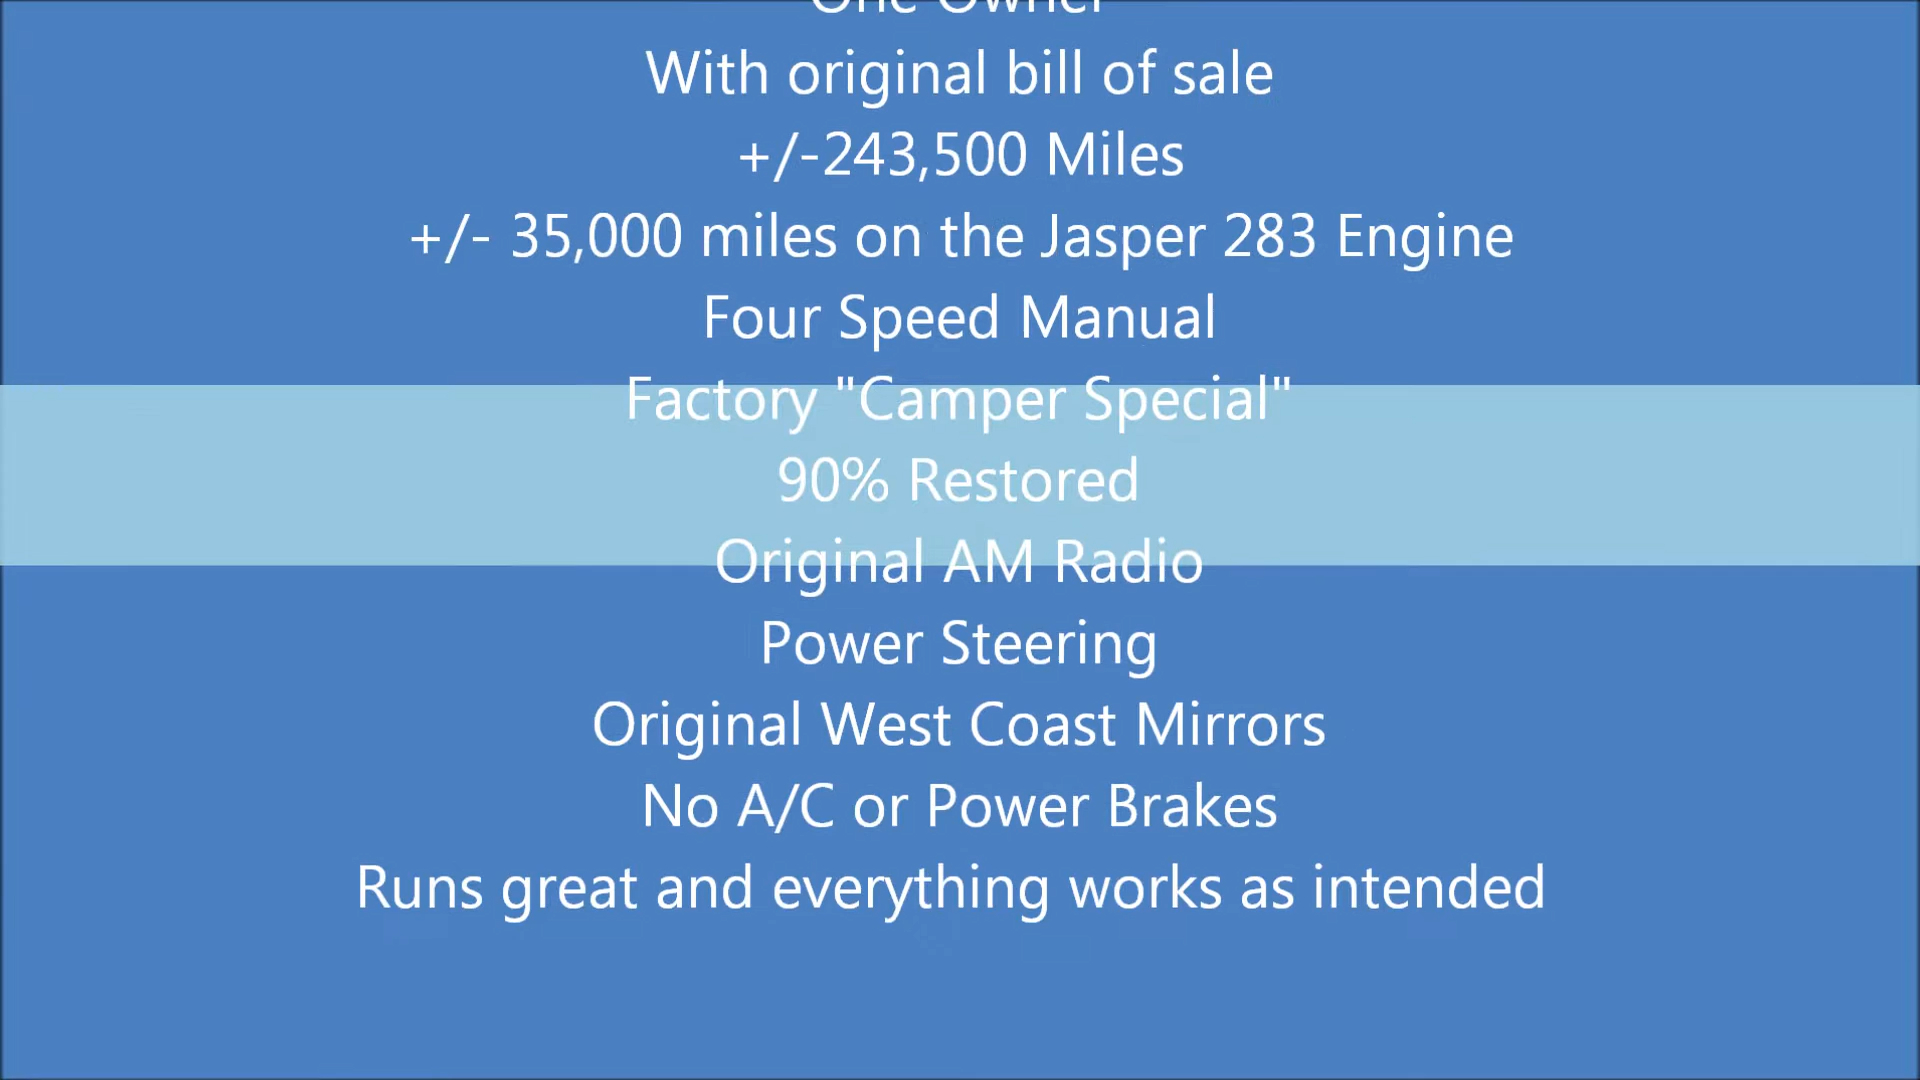 One Owner
With original bill of sale
+/-243,500 Miles
+/- 35,000 miles on the Jasper 283 Engine
Four Speed Manual
Factory "Camper Special"
90% Restored
Original AM Radio
Power Steering
Original West Coast Mirrors
No A/C or Power Brakes
Runs great and everything works as intended